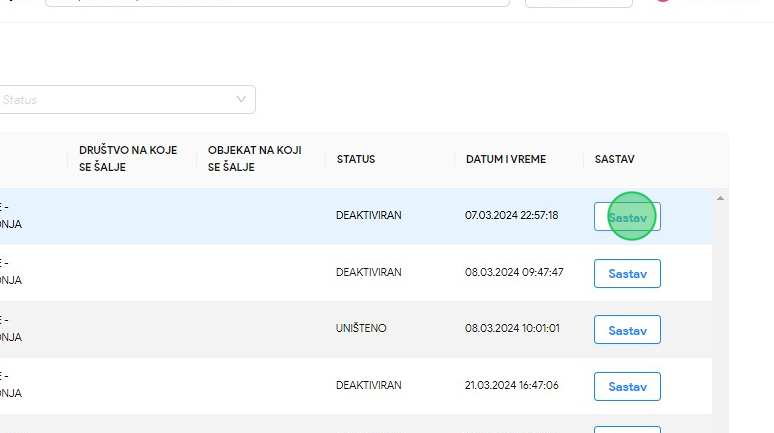 Status
DRUŠTVO NA KOJE
SE ŠALJE
OBJEKAT NA KOJI
SE ŠALJE
STATUS
DATUM I VREME
SASTAV
E -
ONJA
DEAKTIVIRAN
07.03.2024 22:57:18
Sastav
E -
ONJA
DEAKTIVIRAN
08.03.2024 09:47:47
Sastav
E -
ONJA
UNIŠTENO
08.03.2024 10:01:01
Sastav
E -
ONJA
DEAKTIVIRAN
21.03.2024 16:47:06
Sastav